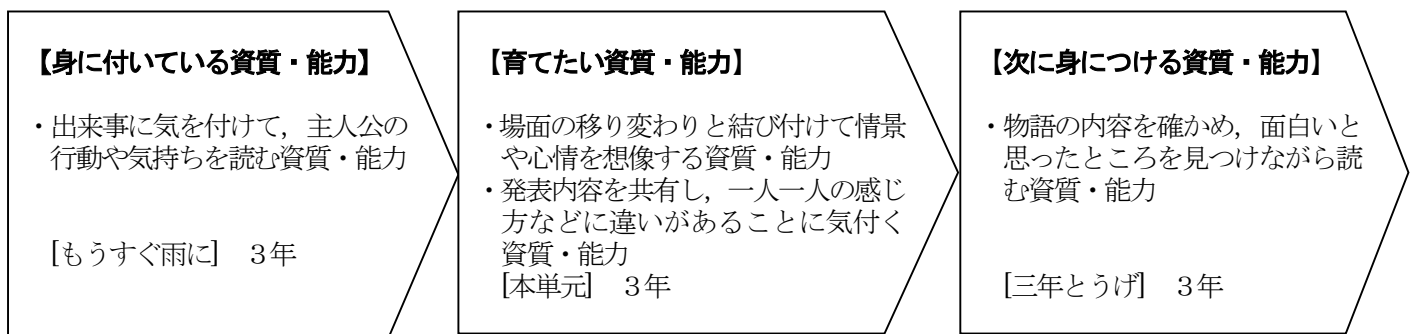 【身に付いている資質・能力】
・出来事に気を付けて，主人公の
行動や気持ちを読む資質・能力
[もうすぐ雨に]　３年
【育てたい資質・能力】
・場面の移り変わりと結び付けて情景
や心情を想像する資質・能力
・発表内容を共有し，一人一人の感じ
方などに違いがあることに気付く
資質・能力
[本単元]　３年
【次に身につける資質・能力】
・物語の内容を確かめ，面白いと
思ったところを見つけながら読
む資質・能力
[三年とうげ]　３年